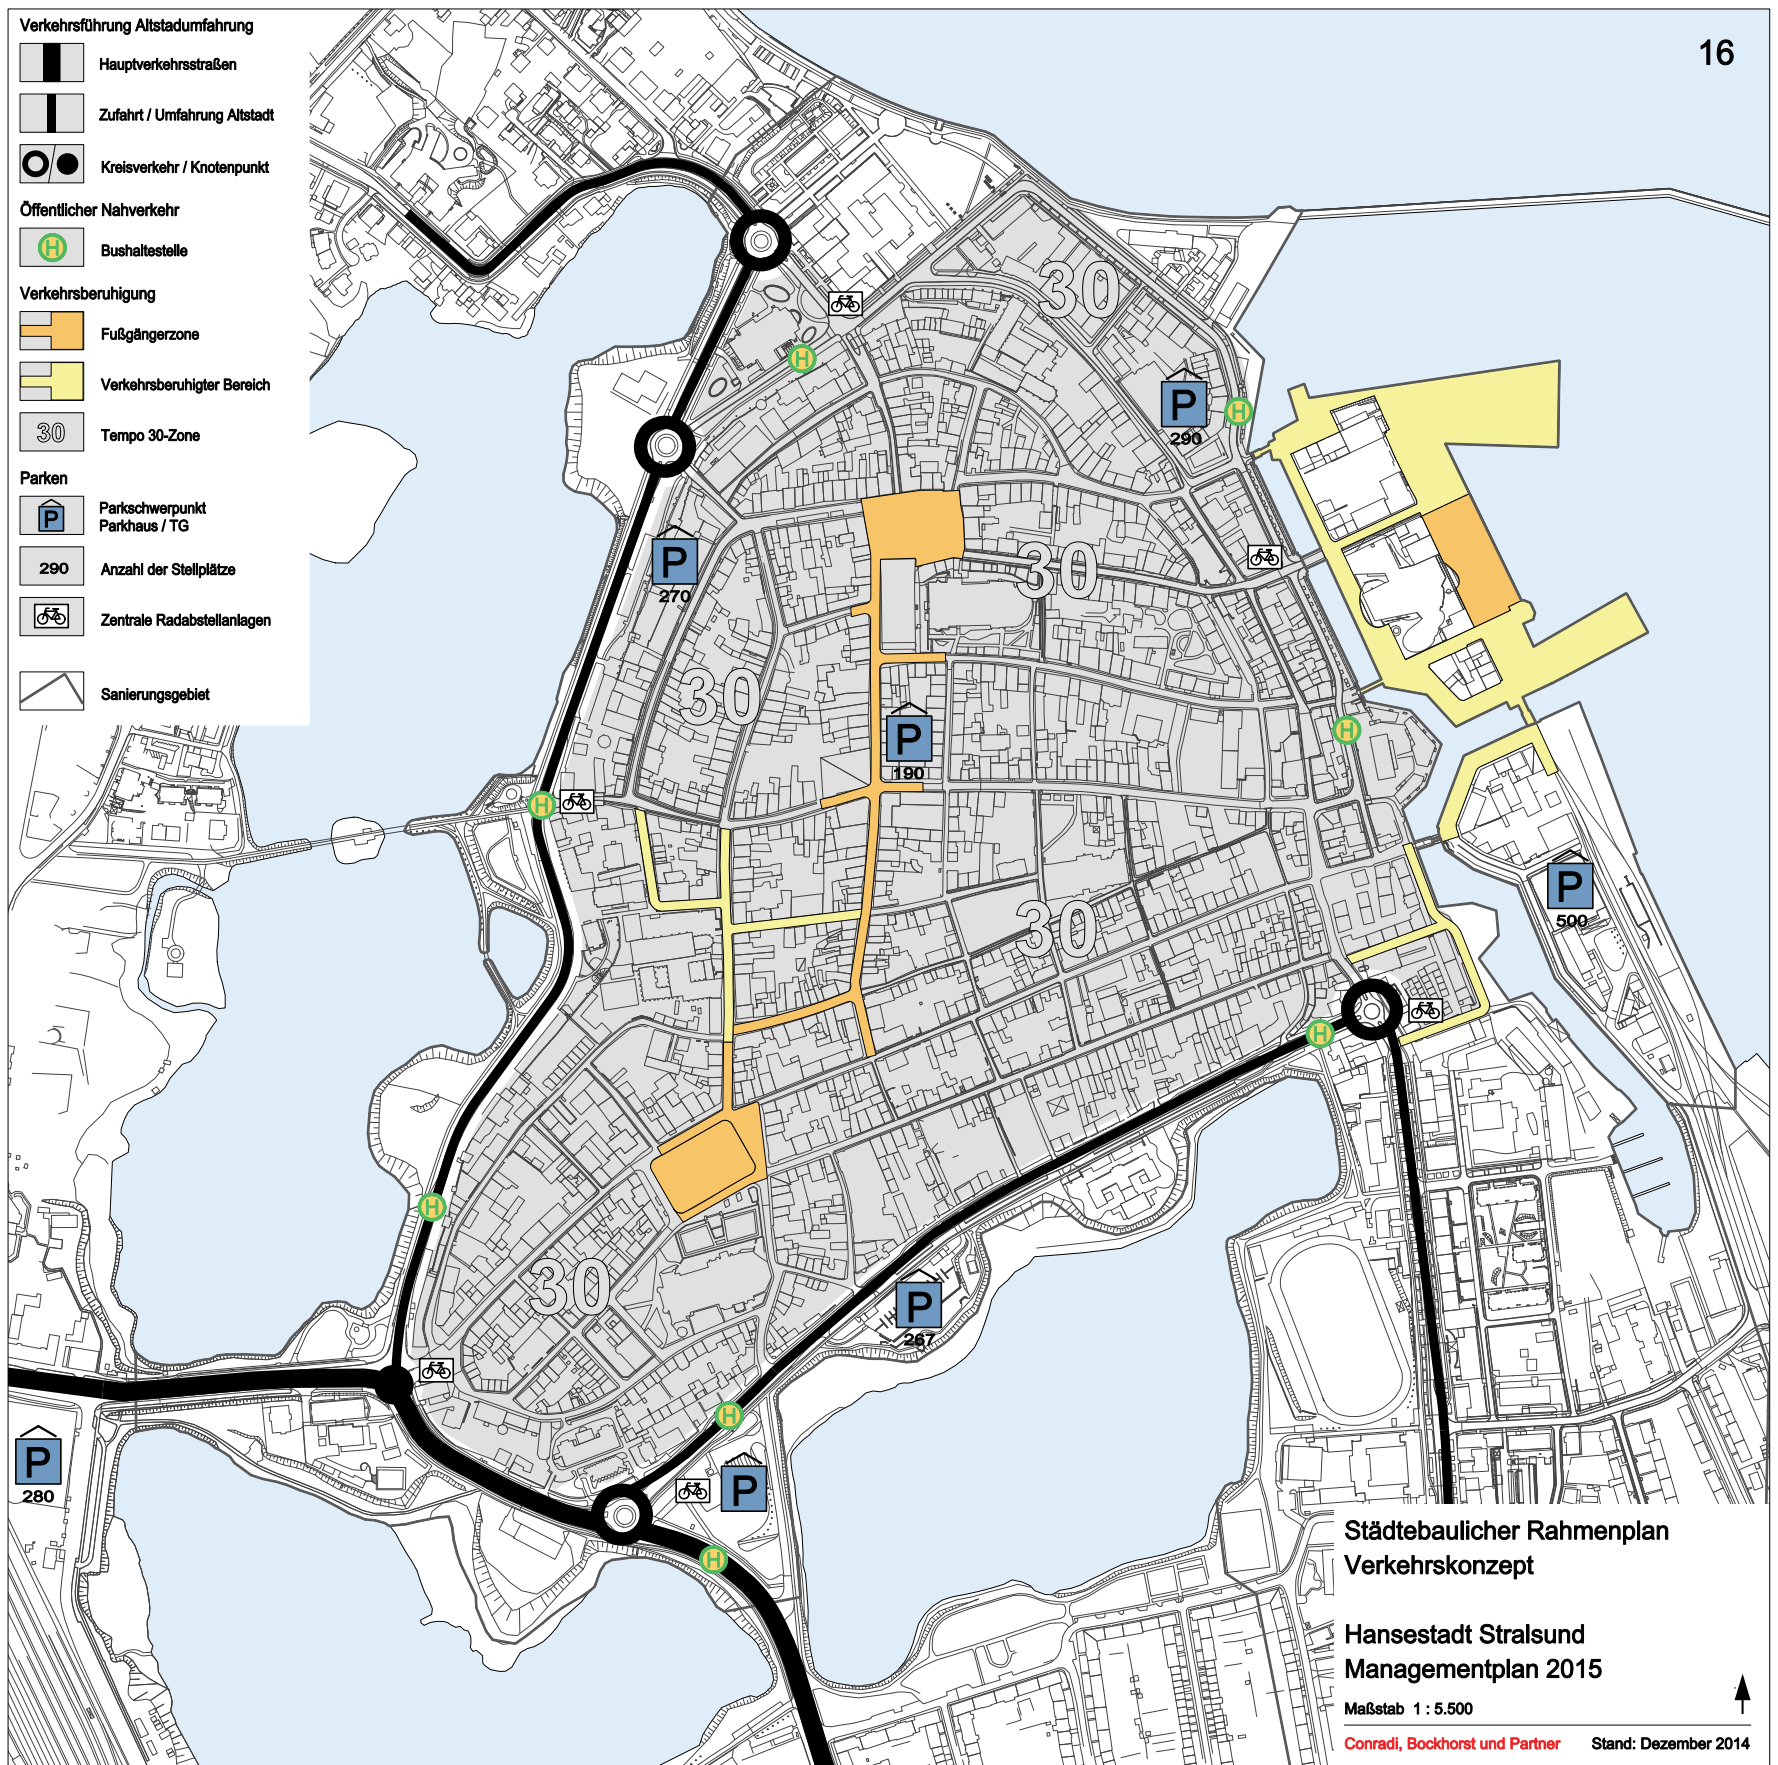 Verkehrsführung Altstadumfahrung
Hauptverkehrsstraßen
Zufahrt / Umfahrung Altstadt
Kreisverkehr / Knotenpunkt
Öffentlicher Nahverkehr
H
Bushaltestelle
Verkehrsberuhigung
Fußgängerzone
Verkehrsberuhigter Bereich
30
Tempo 30-Zone
Parken
P
Parkschwerpunkt
Parkhaus / TG
290
Anzahl der Stellplätze
Zentrale Radabstellanlagen
Sanierungsgebiet
16
30
H
P
290
H
P
270
30
30
P
190
H
H
P
500
30
H
H
30
P
267
H
P
280
P
H
Städtebaulicher Rahmenplan
Verkehrskonzept
Hansestadt Stralsund
Managementplan 2015
Maßstab 1 : 5.500
Conradi, Bockhorst und Partner Stand: Dezember 2014